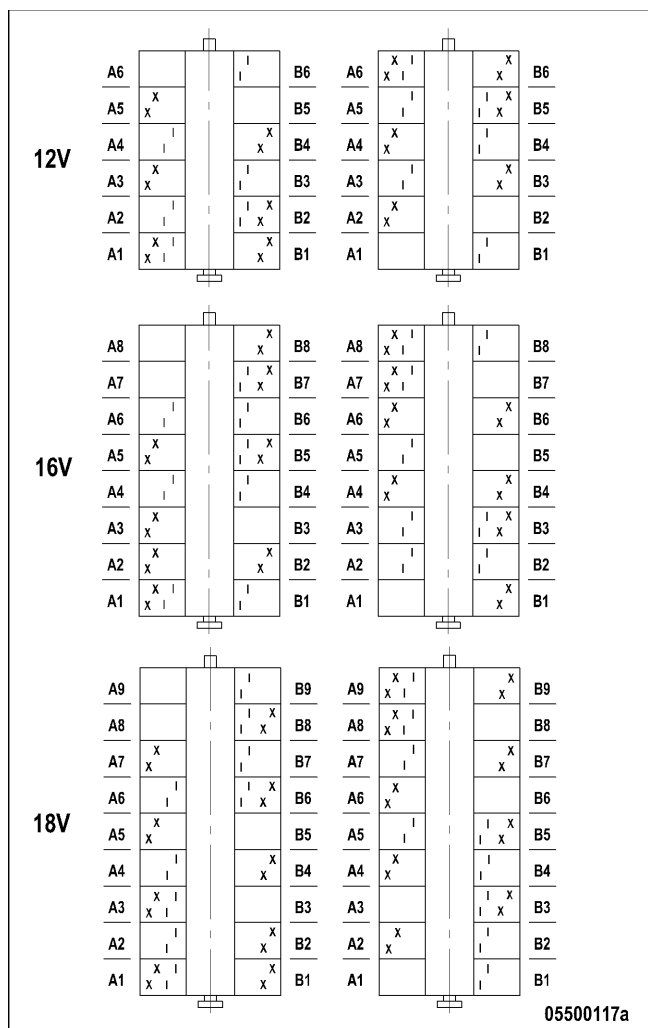 A6 B6 A6 B6
A5 B5 A5 B5
A4 B4 A4 B4
12V
A3 B3 A3 B3
A2 B2 A2 B2
A1 B1 A1 B1
A8 B8 A8 B8
A7 B7 A7 B7
A6 B6 A6 B6
A5 B5 A5 B5
16V
A4 B4 A4 B4
A3 B3 A3 B3
A2 B2 A2 B2
A1 B1 A1 B1
A9 B9 A9 B9
A8 B8 A8 B8
A7 B7 A7 B7
A6 B6 A6 B6
18V
A5 B5 A5 B5
A4 B4 A4 B4
A3 B3 A3 B3
A2 B2 A2 B2
A1 B1 A1 B1
05500117a